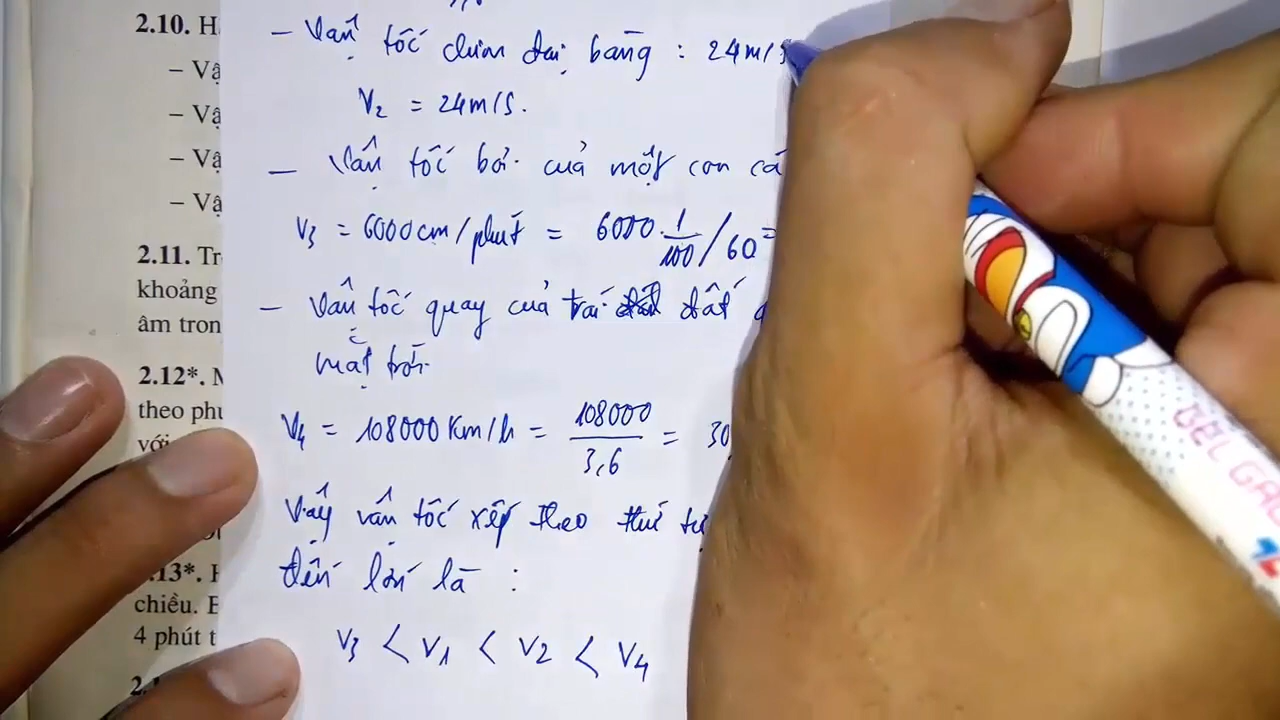 2.10. H
– Vậ
– Vậ
– Vậ
– Vậ
2.11. Tr
khoảng
âm tron
2.12*. M
theo phu
với
.13*. H
chiều. E
4 phút t
– Vận tốc chim đại bàng : 24m/s
V2 = 24m/s.
– Vận tốc bơi của một con cá
V3 = 6000cm/phút = 6000.1/100/60 =
– Vận tốc quay của trái đất
mặt trời
V4 = 108000 Km/h = 108000/3,6 = 30
Vậy vận tốc xếp theo thứ tự
đến lớn là :
V3 < V1 < V2 < V4
GEL